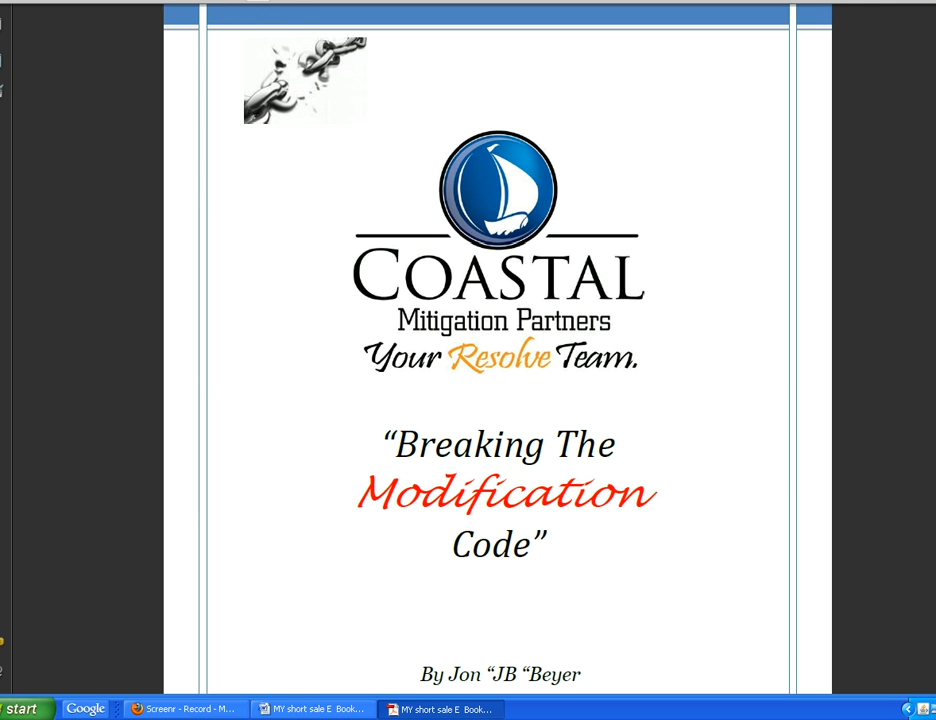 COASTAL
Mitigation Partners
Your Resolve Team.
“Breaking The
Modification
Code”
By Jon “JB “Beyer
start
Google
Screenr - Record - M...
MY short sale E Book...
MY short sale E Book...